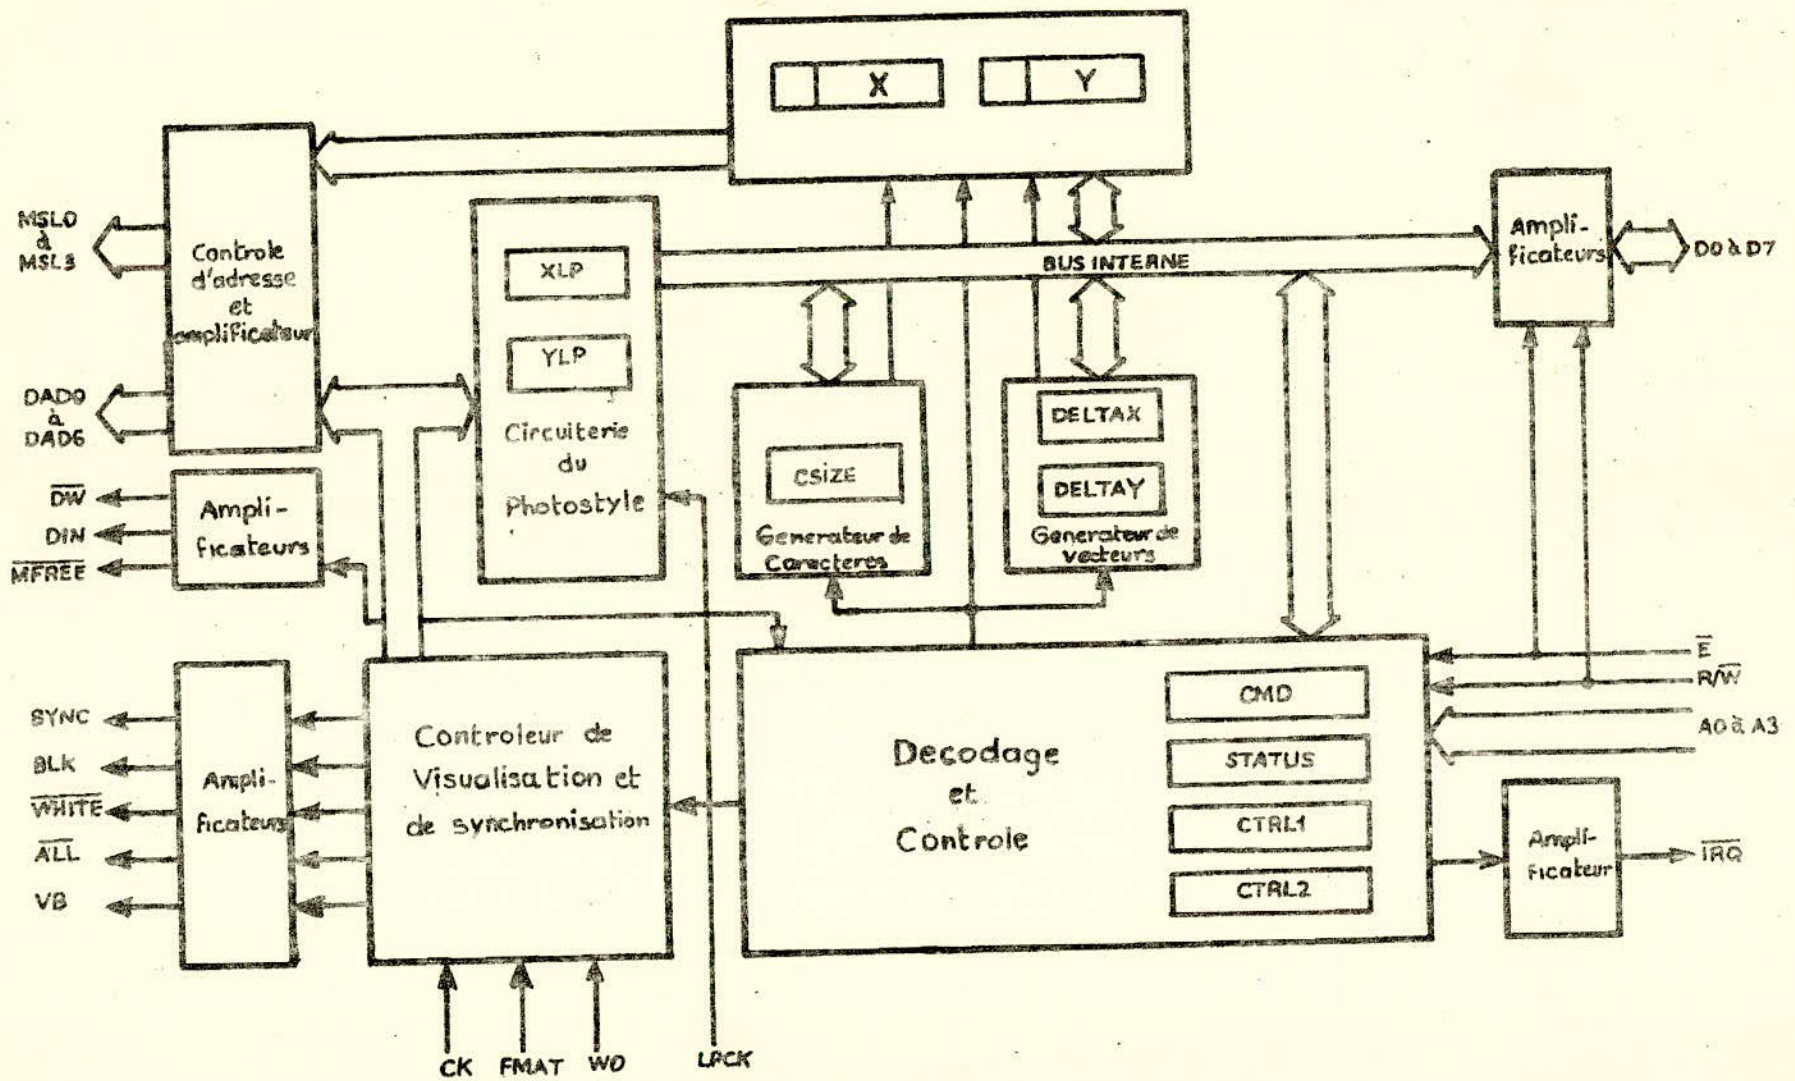 X
Y
MSL0
à
MSL3
Controle
d'adresse
et
amplificateur
XLP
YLP
Circuiterie
du
Photostyle
BUS INTERNE
Ampli-
ficateurs
D0 à D7
DAD0
à
DAD6
DW
DIN
MFREE
Ampli-
ficateurs
CSIZE
Generateur de
Caracteres
DELTAX
DELTAY
Generateur de
Vecteurs
E
R/W
A0 à A3
SYNC
BLK
WHITE
ALL
VB
Ampli-
ficateurs
Controleur de
Visualisation et
de synchronisation
Decodage
et
Controle
CMD
STATUS
CTRL1
CTRL2
Ampli-
ficateur
IRQ
CK
FMAT
WO
LPCK